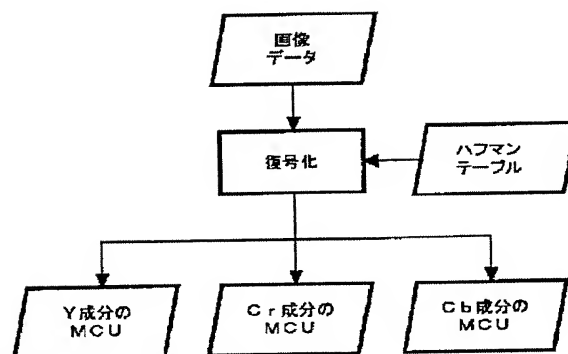 画像
データ
復号化
ハフマン
テーブル
Y成分の
MCU
Cr成分の
MCU
Cb成分の
MCU